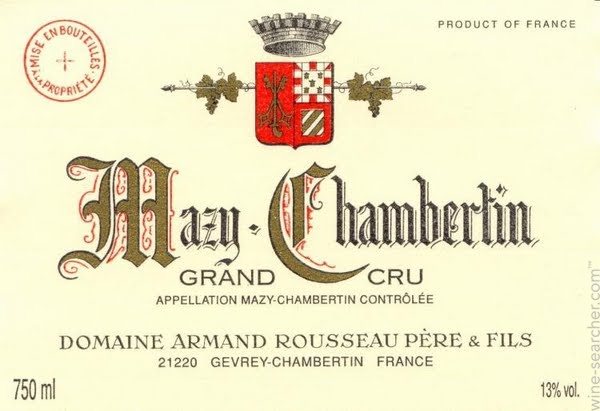 MISE EN BOUTEILLES
A LA PROPRIÉTÉ
PRODUCT OF FRANCE
Mazy-Chambertin
GRAND CRU
APPELLATION MAZY-CHAMBERTIN CONTRÔLÉE
DOMAINE ARMAND ROUSSEAU PÈRE & FILS
21220 GEVREY-CHAMBERTIN FRANCE
750 ml
13% vol.
wine-searcher.com™